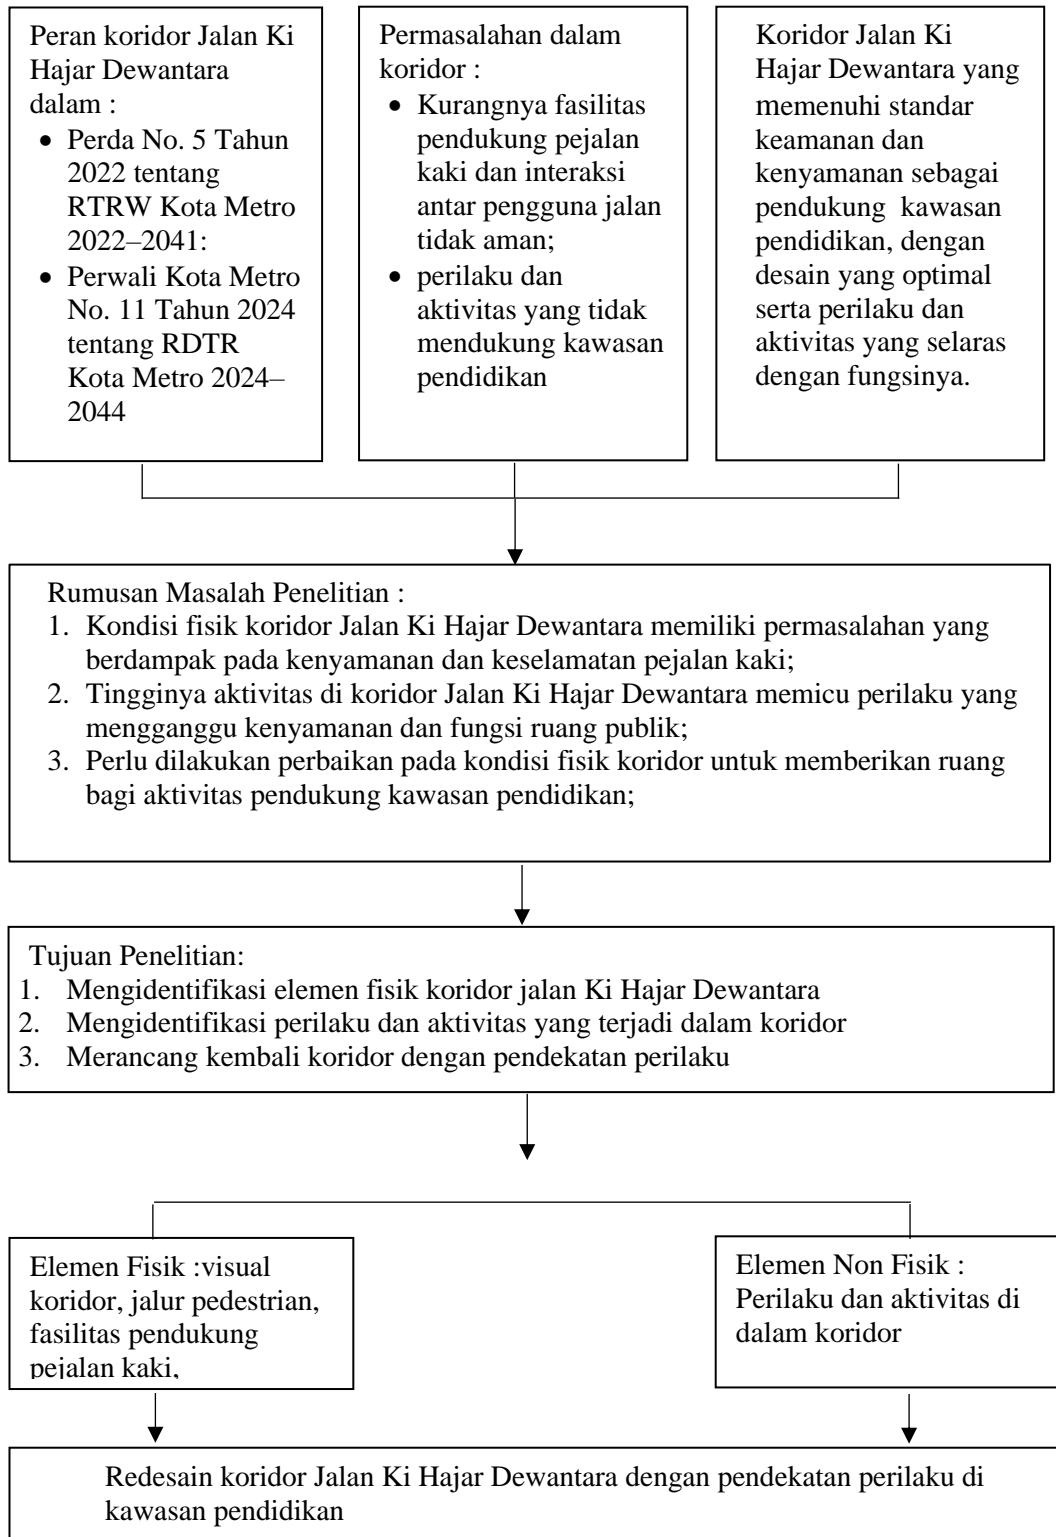 Peran koridor Jalan Ki
Hajar Dewantara
dalam :
• Perda No. 5 Tahun
2022 tentang
RTRW Kota Metro
2022–2041:
• Perwali Kota Metro
No. 11 Tahun 2024
tentang RDTR
Kota Metro 2024–
2044
Permasalahan dalam
koridor :
• Kurangnya fasilitas
pendukung pejalan
kaki dan interaksi
antar pengguna jalan
tidak aman;
• perilaku dan
aktivitas yang tidak
mendukung kawasan
pendidikan
Koridor Jalan Ki
Hajar Dewantara yang
memenuhi standar
keamanan dan
kenyamanan sebagai
pendukung kawasan
pendidikan, dengan
desain yang optimal
serta perilaku dan
aktivitas yang selaras
dengan fungsinya.
Rumusan Masalah Penelitian :
1. Kondisi fisik koridor Jalan Ki Hajar Dewantara memiliki permasalahan yang
berdampak pada kenyamanan dan keselamatan pejalan kaki;
2. Tingginya aktivitas di koridor Jalan Ki Hajar Dewantara memicu perilaku yang
mengganggu kenyamanan dan fungsi ruang publik;
3. Perlu dilakukan perbaikan pada kondisi fisik koridor untuk memberikan ruang
bagi aktivitas pendukung kawasan pendidikan;
Tujuan Penelitian:
1. Mengidentifikasi elemen fisik koridor jalan Ki Hajar Dewantara
2. Mengidentifikasi perilaku dan aktivitas yang terjadi dalam koridor
3. Merancang kembali koridor dengan pendekatan perilaku
Elemen Fisik :visual
koridor, jalur pedestrian,
fasilitas pendukung
pejalan kaki,
Elemen Non Fisik :
Perilaku dan aktivitas di
dalam koridor
Redesain koridor Jalan Ki Hajar Dewantara dengan pendekatan perilaku di
kawasan pendidikan